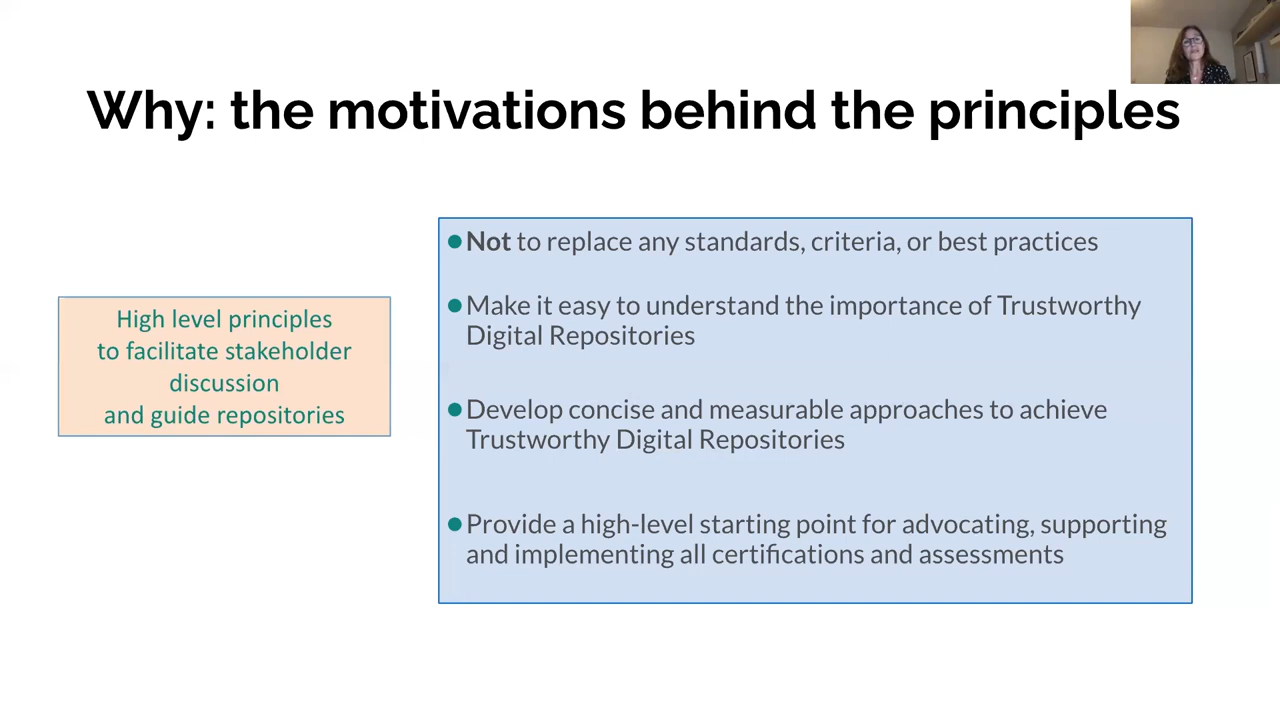 Why: the motivations behind the principles
High level principles
to facilitate stakeholder
discussion
and guide repositories
●Not to replace any standards, criteria, or best practices
●Make it easy to understand the importance of Trustworthy
Digital Repositories
●Develop concise and measurable approaches to achieve
Trustworthy Digital Repositories
●Provide a high-level starting point for advocating, supporting
and implementing all certifications and assessments